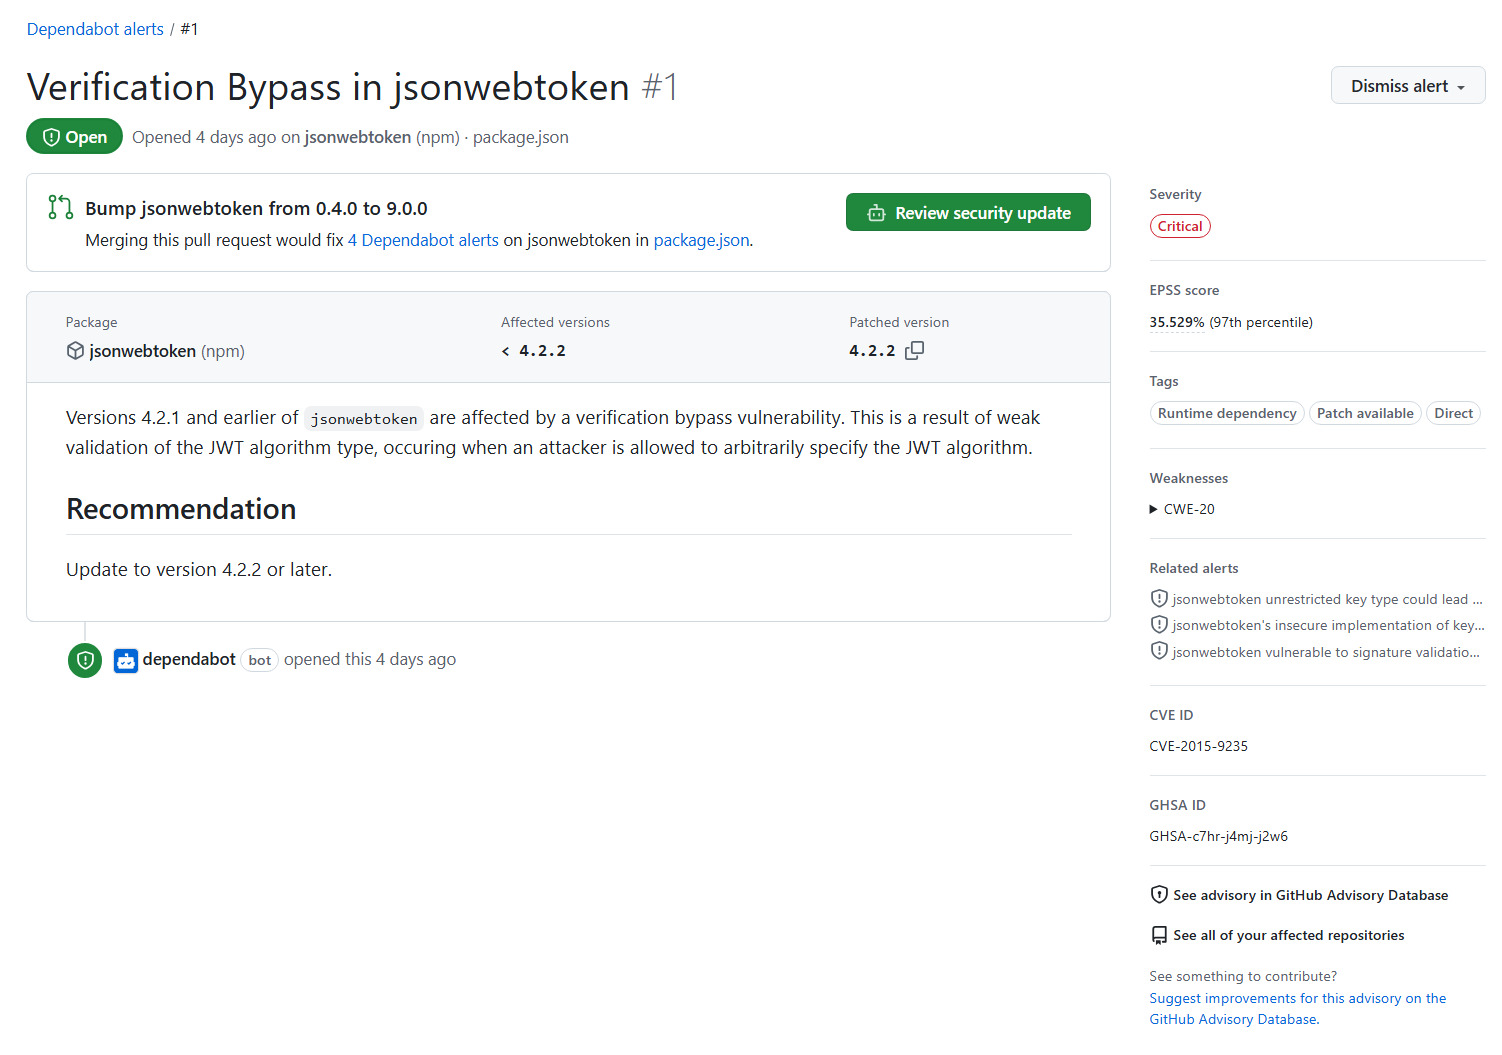 Dependabot alerts / #1
Verification Bypass in jsonwebtoken #1
Dismiss alert
Open Opened 4 days ago on jsonwebtoken (npm) · package.json
Bump jsonwebtoken from 0.4.0 to 9.0.0
Merging this pull request would fix 4 Dependabot alerts on jsonwebtoken in package.json.
Review security update
Package Affected versions Patched version
jsonwebtoken (npm) < 4.2.2 4.2.2
Versions 4.2.1 and earlier of jsonwebtoken are affected by a verification bypass vulnerability. This is a result of weak
validation of the JWT algorithm type, occuring when an attacker is allowed to arbitrarily specify the JWT algorithm.
Recommendation
Update to version 4.2.2 or later.
dependabot bot opened this 4 days ago
Severity
Critical
EPSS score
35.529% (97th percentile)
Tags
Runtime dependency Patch available Direct
Weaknesses
CWE-20
Related alerts
jsonwebtoken unrestricted key type could lead ...
jsonwebtoken's insecure implementation of key...
jsonwebtoken vulnerable to signature validatio...
CVE ID
CVE-2015-9235
GHSA ID
GHSA-c7hr-j4mj-j2w6
See advisory in GitHub Advisory Database
See all of your affected repositories
See something to contribute?
Suggest improvements for this advisory on the
GitHub Advisory Database.